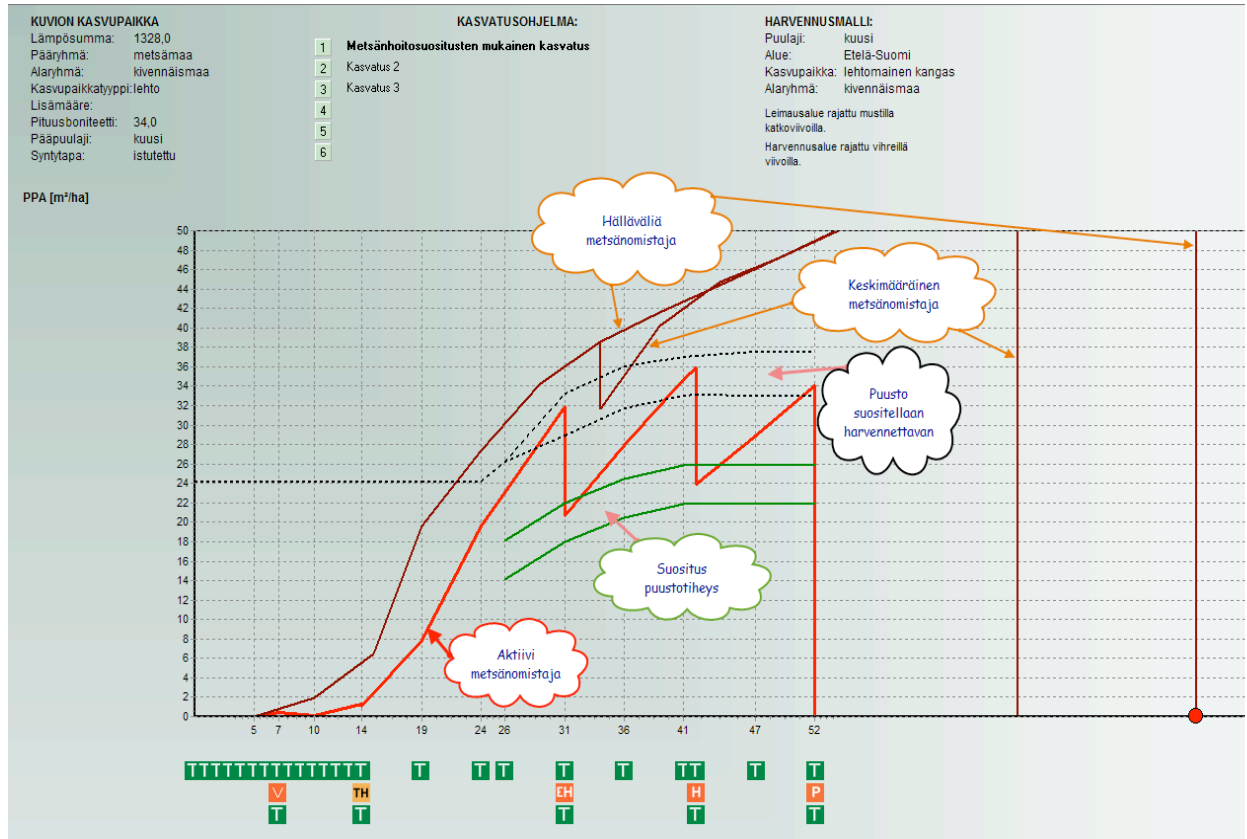 KUVION KASVUPAIKKA
Lämpösumma: 1328,0
Pääryhmä: metsämaa
Alaryhmä: kivennäismaa
Kasvupaikkatyyppi: lehto
Lisämääre:
Pituusboniteetti: 34,0
Pääpuulaji: kuusi
Syntytapa: istutettu
KASVATUSOHJELMA:
1 Metsänhoitosuositusten mukainen kasvatus
2 Kasvatus 2
3 Kasvatus 3
4
5
6
HARVENNUSMALLI:
Puulaji: kuusi
Alue: Etelä-Suomi
Kasvupaikka: lehtomainen kangas
Alaryhmä: kivennäismaa
Leimausalue rajattu mustilla
katkoviivoilla.
Harvennusalue rajattu vihreillä
viivoilla.
PPA [m²/ha]
Hälläväliä
metsänomistaja
Keskimääräinen
metsänomistaja
Puusto
suositellaan
harvennettavan
Suositus
puustotiheys
Aktiivi
metsänomistaja
50
48
46
44
42
40
38
36
34
32
30
28
26
24
22
20
18
16
14
12
10
8
6
4
2
0
5 7 10 14 19 24 26 31 36 41 47 52
T T T T T T T T T T T T T T T T T T T T T T T T
V TH EH H P
T T T T T